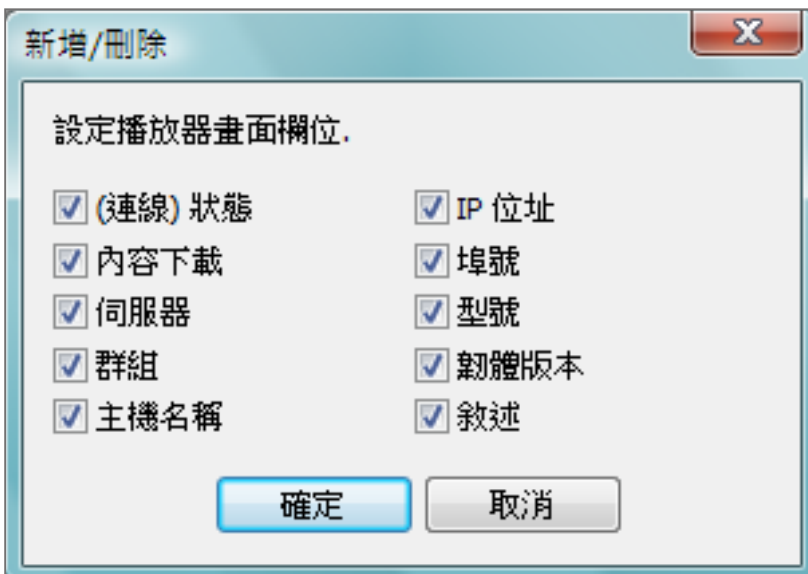 新增/刪除
設定播放器畫面欄位.
(連線) 狀態
IP 位址
內容下載
埠號
伺服器
型號
群組
韌體版本
主機名稱
敘述
確定
取消